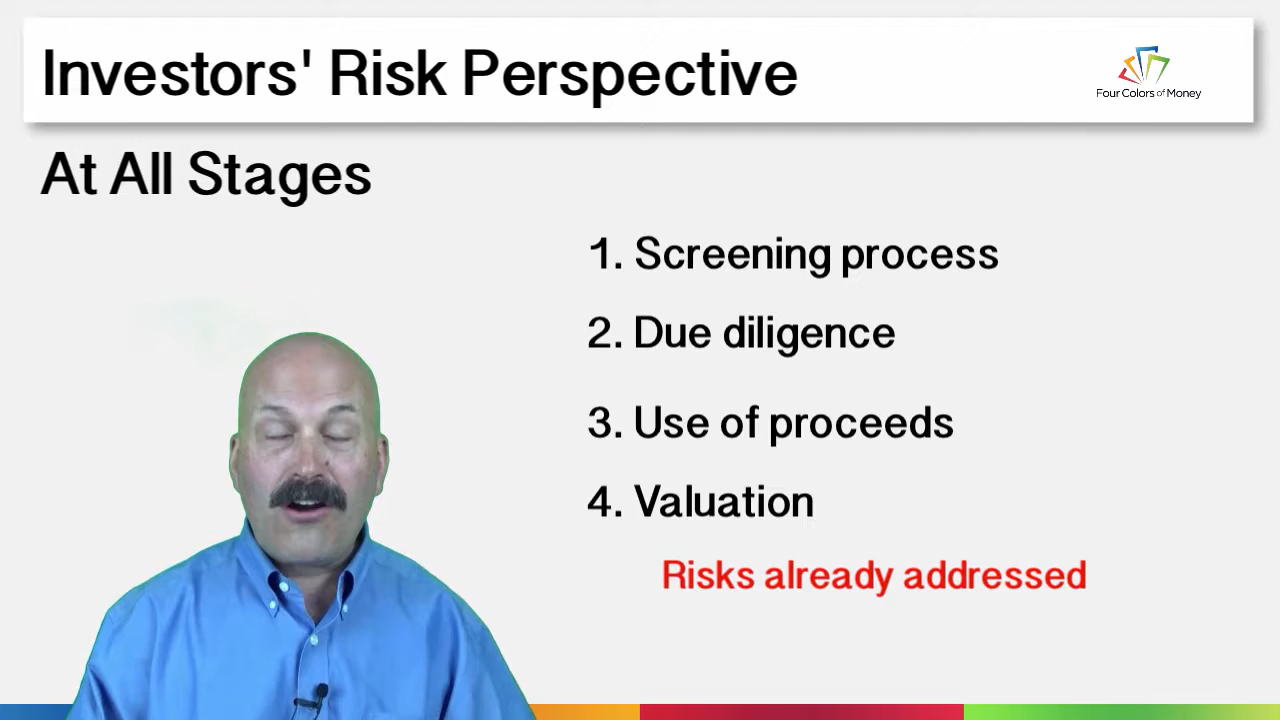 Investors' Risk Perspective
Four Colors of Money
At All Stages
1. Screening process
2. Due diligence
3. Use of proceeds
4. Valuation
Risks already addressed